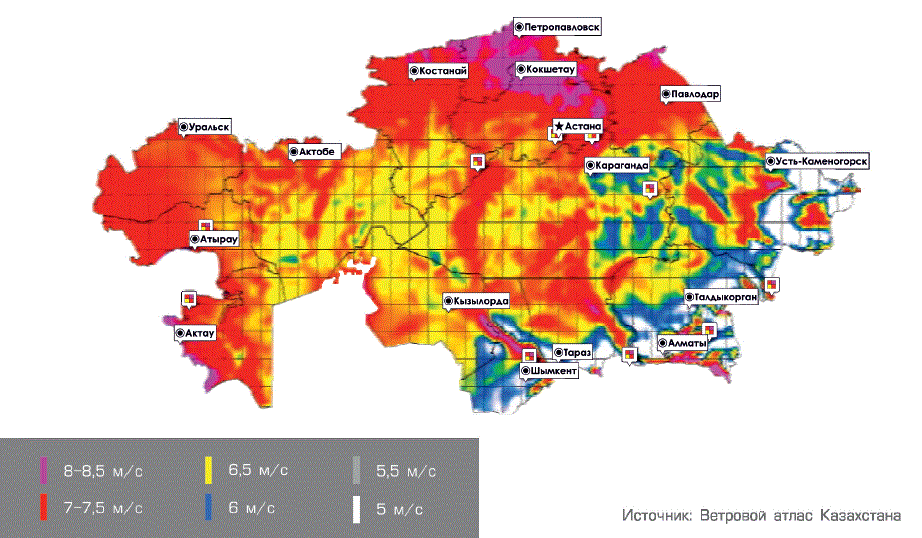 Петропавловск
Костанай
Кокшетау
Павлодар
Уральск
Астана
Актобе
Караганда
Усть-Каменогорск
Атырау
Кызылорда
Талдыкорган
Актау
Тараз
Алматы
Шымкент
8–8,5 м/с 6,5 м/с 5,5 м/с
7–7,5 м/с 6 м/с 5 м/с
Источник: Ветровой атлас Казахстана